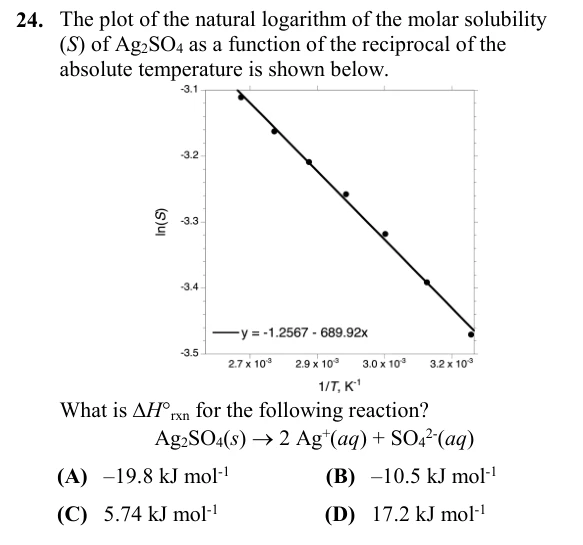 24. The plot of the natural logarithm of the molar solubility
(S) of Ag₂SO₄ as a function of the reciprocal of the
absolute temperature is shown below.
-3.1
-3.2
-3.3
-3.4
-3.5
ln(S)
y = -1.2567 - 689.92x
2.7 x 10⁻³ 2.9 x 10⁻³ 3.0 x 10⁻³ 3.2 x 10⁻³
1/T, K⁻¹
What is ΔH°rxn for the following reaction?
Ag₂SO₄(s) → 2 Ag⁺(aq) + SO₄²⁻(aq)
(A) –19.8 kJ mol⁻¹ (B) –10.5 kJ mol⁻¹
(C) 5.74 kJ mol⁻¹ (D) 17.2 kJ mol⁻¹